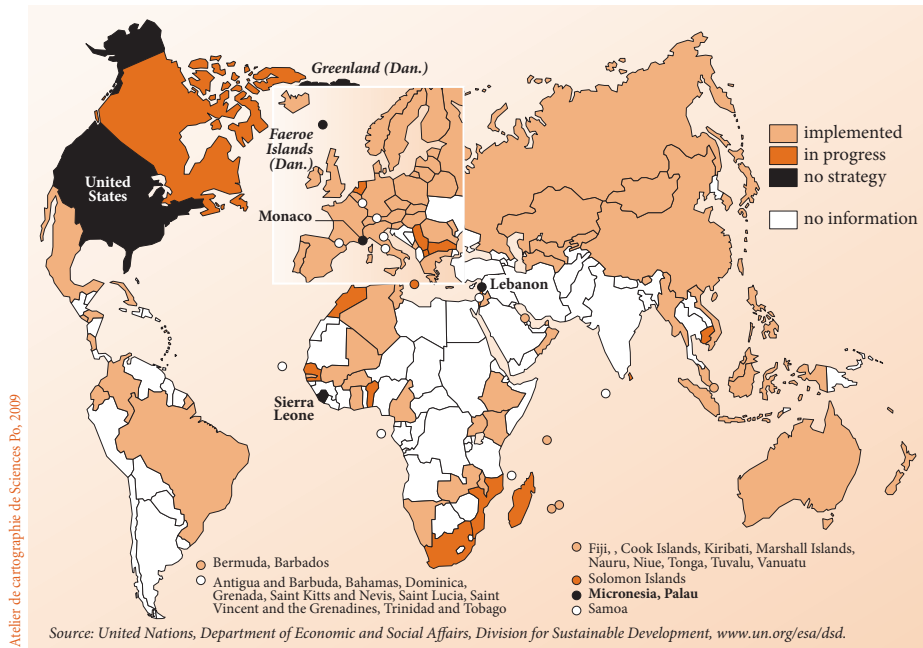 Greenland (Dan.)
Faeroe
Islands (Dan.)
implemented
in progress
no strategy
no information
United
States
Monaco
Lebanon
Sierra
Leone
Bermuda, Barbados
Antigua and Barbuda, Bahamas, Dominica,
Grenada, Saint Kitts and Nevis, Saint Lucia, Saint
Vincent and the Grenadines, Trinidad and Tobago
Fiji, , Cook Islands, Kiribati, Marshall Islands,
Nauru, Niue, Tonga, Tuvalu, Vanuatu
Solomon Islands
Micronesia, Palau
Samoa
Source: United Nations, Department of Economic and Social Affairs, Division for Sustainable Development, www.un.org/esa/dsd.
Atelier de cartographie de Sciences Po, 2009